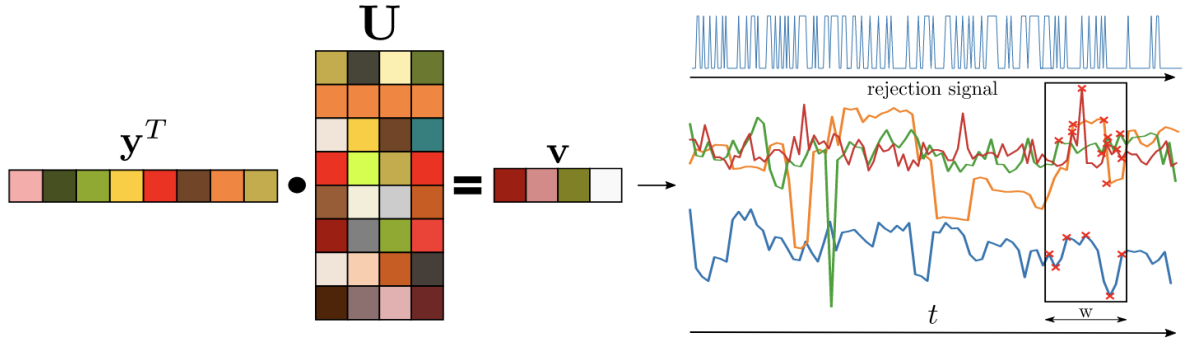 U
y^T
• = v
rejection signal
w
t